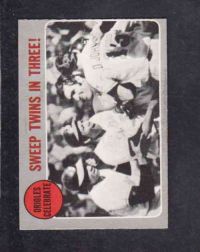 SWEEP TWINS IN THREE!
ORIOLES
CELEBRATE